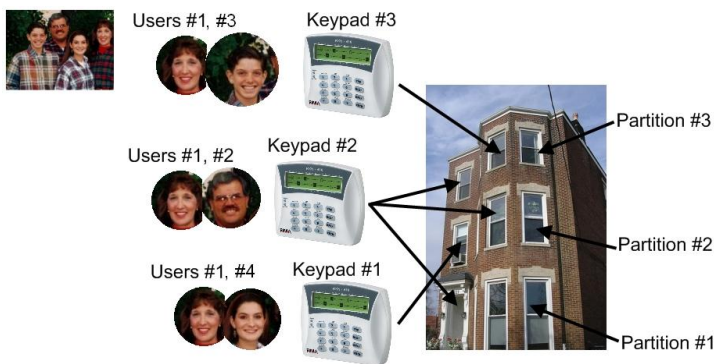 Users #1, #3
Keypad #3
Partition #3
Users #1, #2
Keypad #2
Partition #2
Users #1, #4
Keypad #1
Partition #1